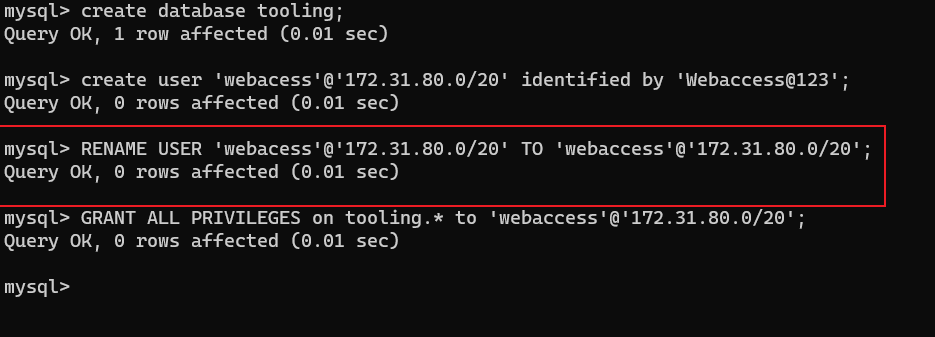 mysql> create database tooling;
Query OK, 1 row affected (0.01 sec)
mysql> create user 'webacess'@'172.31.80.0/20' identified by 'Webaccess@123';
Query OK, 0 rows affected (0.01 sec)
mysql> RENAME USER 'webacess'@'172.31.80.0/20' TO 'webaccess'@'172.31.80.0/20';
Query OK, 0 rows affected (0.01 sec)
mysql> GRANT ALL PRIVILEGES on tooling.* to 'webaccess'@'172.31.80.0/20';
Query OK, 0 rows affected (0.01 sec)
mysql>